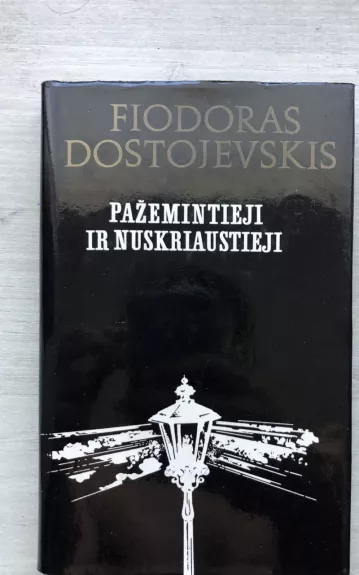 FIODORAS
DOSTOJEVSKIS
PAŽEMINTIEJI
IR NUSKRIAUSTIEJI